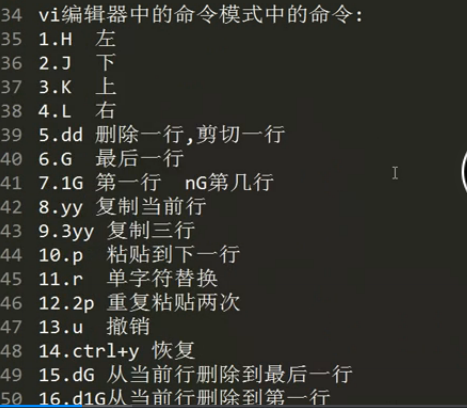 34 vi编辑器中的命令模式中的命令:
35 1.H 左
36 2.J 下
37 3.K 上
38 4.L 右
39 5.dd 删除一行,剪切一行
40 6.G 最后一行
41 7.1G 第一行 nG第几行
42 8.yy 复制当前行
43 9.3yy 复制三行
44 10.p 粘贴到下一行
45 11.r 单字符替换
46 12.2p 重复粘贴两次
47 13.u 撤销
48 14.ctrl+y 恢复
49 15.dG 从当前行删除到最后一行
50 16.d1G从当前行删除到第一行